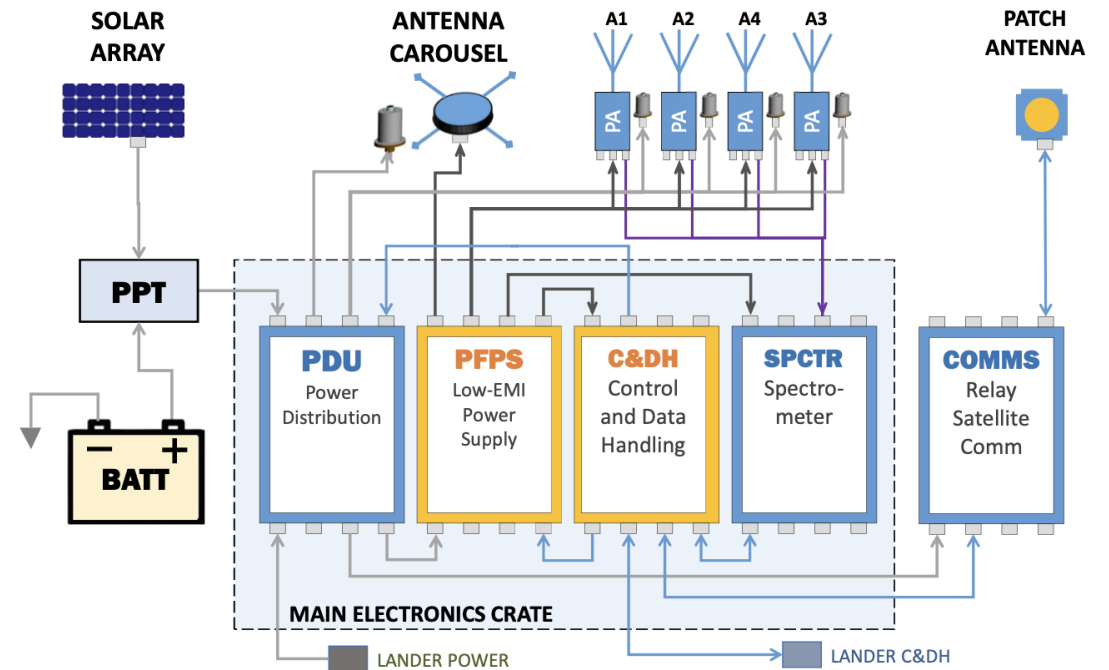 SOLAR
ARRAY
ANTENNA
CAROUSEL
A1 A2 A4 A3
PATCH
ANTENNA
PA PA PA PA
PPT
PDU
Power
Distribution
PFPS
Low-EMI
Power
Supply
C&DH
Control
and Data
Handling
SPCTR
Spectro-
meter
COMMS
Relay
Satellite
Comm
BATT
MAIN ELECTRONICS CRATE
LANDER POWER
LANDER C&DH